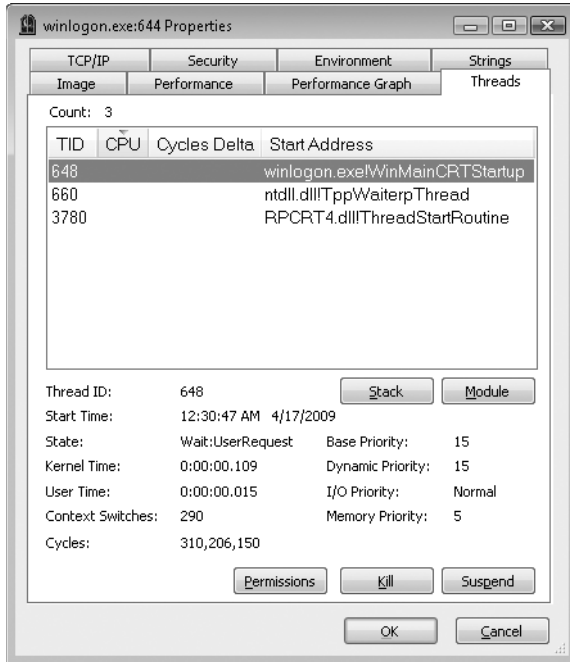 winlogon.exe:644 Properties
TCP/IP Security Environment Strings
Image Performance Performance Graph Threads
Count: 3
TID CPU Cycles Delta Start Address
648 winlogon.exe!WinMainCRTStartup
660 ntdll.dll!TppWaiterpThread
3780 RPCRT4.dll!ThreadStartRoutine
Thread ID: 648 Stack Module
Start Time: 12:30:47 AM 4/17/2009
State: Wait:UserRequest Base Priority: 15
Kernel Time: 0:00:00.109 Dynamic Priority: 15
User Time: 0:00:00.015 I/O Priority: Normal
Context Switches: 290 Memory Priority: 5
Cycles: 310,206,150
Permissions Kill Suspend
OK Cancel